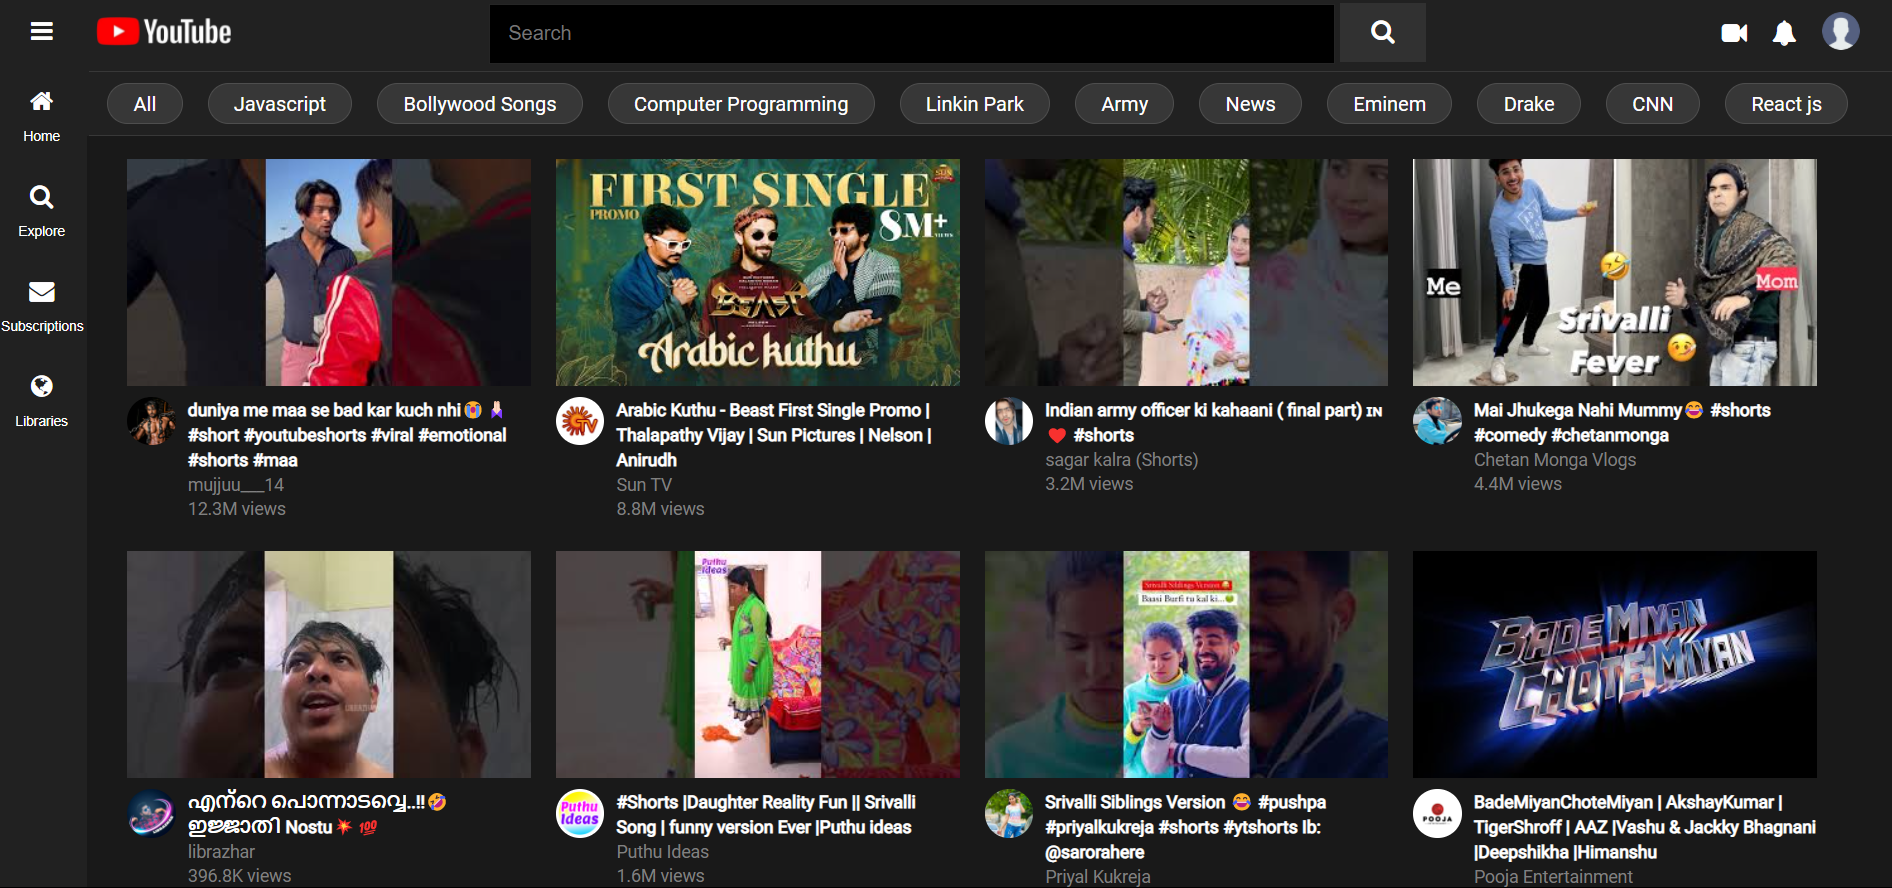 YouTube
Search
All
Javascript
Bollywood Songs
Computer Programming
Linkin Park
Army
News
Eminem
Drake
CNN
React js
Home
Explore
Subscriptions
Libraries
FIRST SINGLE
PROMO
SUN
8M+
VIEWS
BEAST
Arabic kuthu
Me
Mom
Srivalli
Fever
duniya me maa se bad kar kuch nhi😭🙏🏻
#short #youtubeshorts #viral #emotional
#shorts #maa
mujjuu___14
12.3M views
Arabic Kuthu - Beast First Single Promo |
Thalapathy Vijay | Sun Pictures | Nelson |
Anirudh
Sun TV
8.8M views
Indian army officer ki kahaani ( final part) ɪɴ
❤️ #shorts
sagar kalra (Shorts)
3.2M views
Mai Jhukega Nahi Mummy😂 #shorts
#comedy #chetanmonga
Chetan Monga Vlogs
4.4M views
Puthu
Ideas
Srivalli Siblings Version 😂
Baasi Burfi tu kal ki...🤢
BADE MIYAN
CHOTE MIYAN
എന്റെ പൊന്നാടവ്വെ..!!🤣
ഇജ്ജാതി Nostu💥 💯
librazhar
396.8K views
Puthu
Ideas
#Shorts |Daughter Reality Fun || Srivalli
Song | funny version Ever |Puthu ideas
Puthu Ideas
1.6M views
Srivalli Siblings Version 😂 #pushpa
#priyalkukreja #shorts #ytshorts Ib:
@sarorahere
Priyal Kukreja
POOJA
BadeMiyanChoteMiyan | AkshayKumar |
TigerShroff | AAZ |Vashu & Jackky Bhagnani
|Deepshikha |Himanshu
Pooja Entertainment